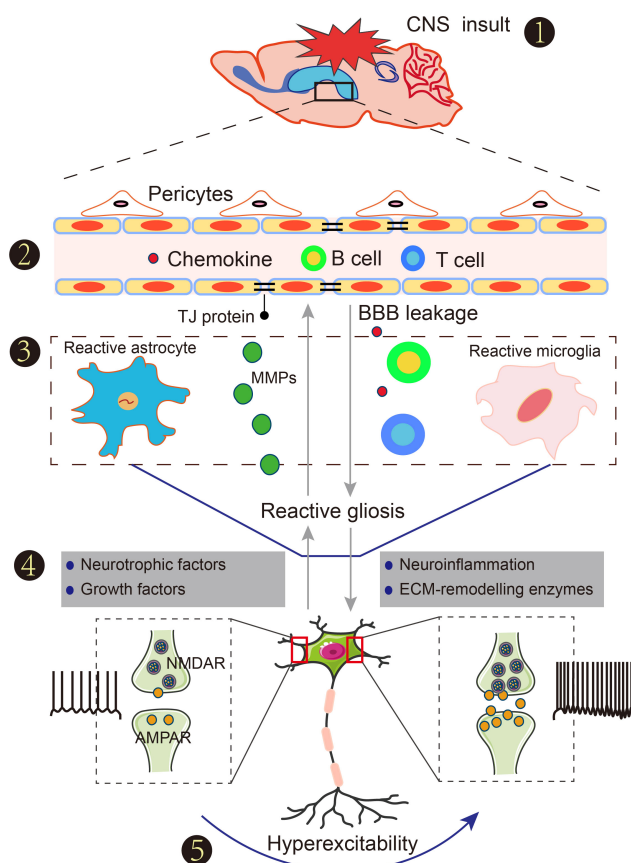 CNS insult 1
Pericytes
2
Chemokine B cell T cell
TJ protein
BBB leakage
3
Reactive astrocyte
MMPs
Reactive microglia
Reactive gliosis
4
Neurotrophic factors
Growth factors
Neuroinflammation
ECM-remodelling enzymes
NMDAR
AMPAR
Hyperexcitability
5